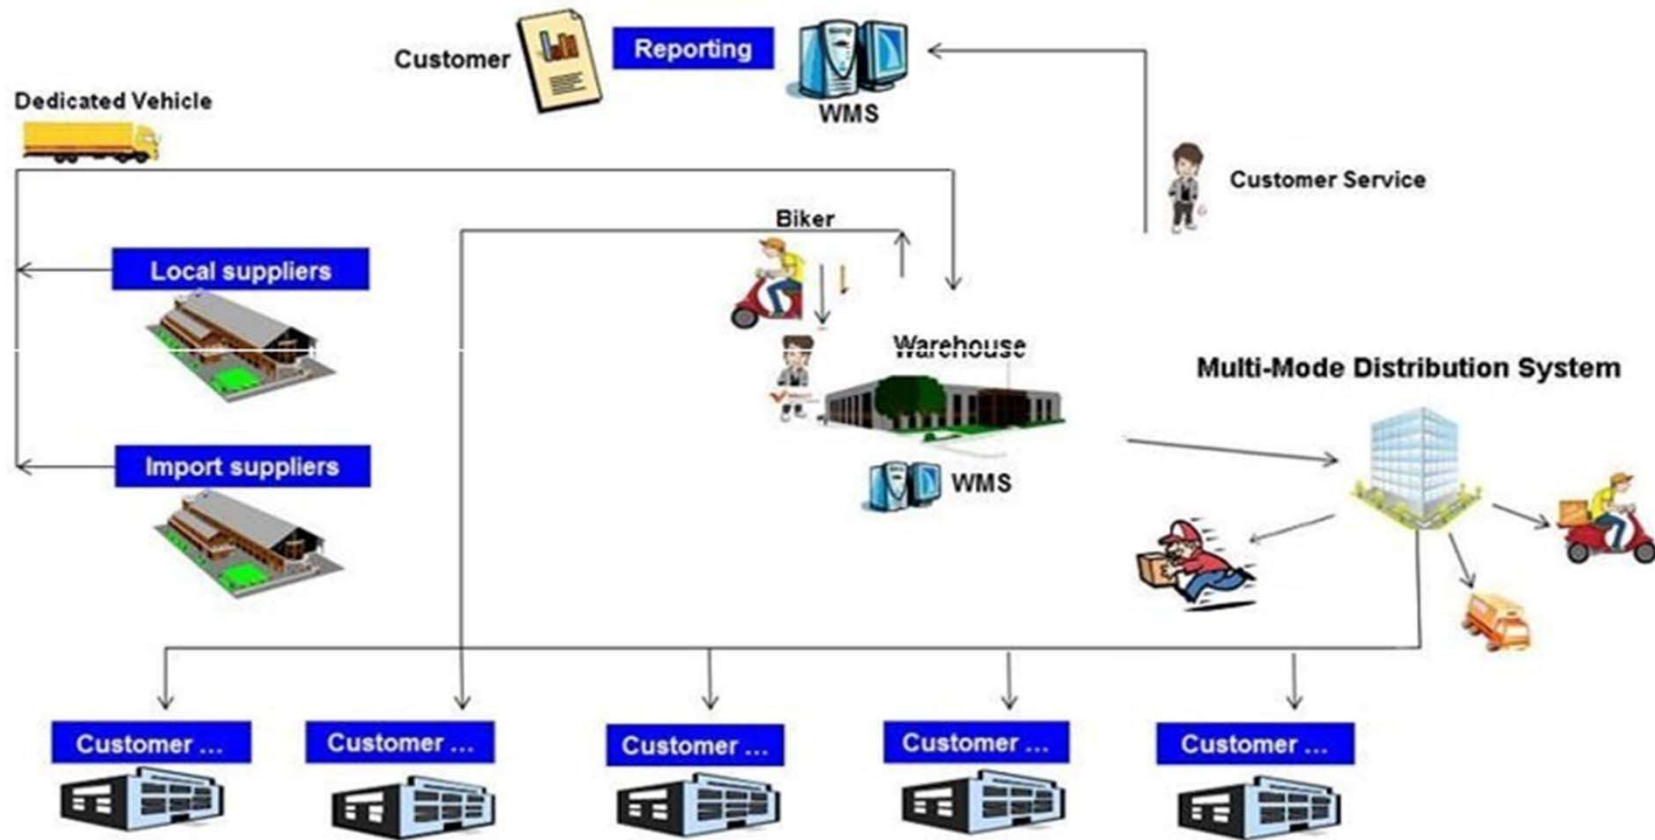 Customer
Reporting
WMS
Dedicated Vehicle
Customer Service
Biker
Local suppliers
Warehouse
Multi-Mode Distribution System
Import suppliers
WMS
Customer ...
Customer ...
Customer ...
Customer ...
Customer ...